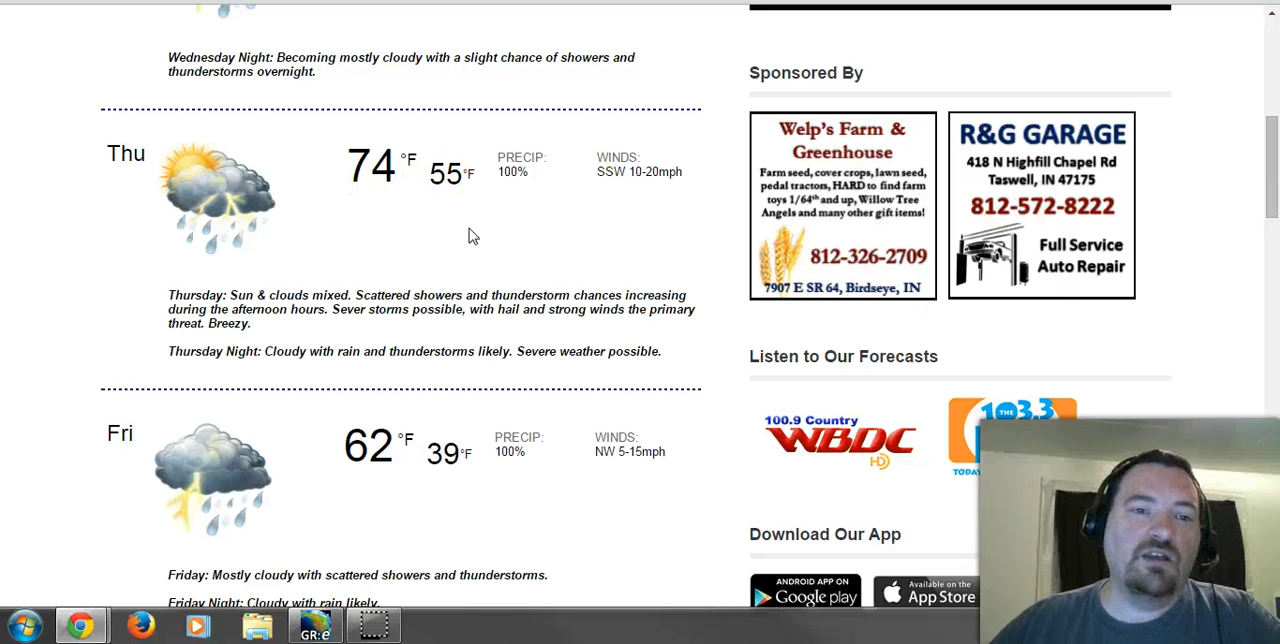 Wednesday Night: Becoming mostly cloudy with a slight chance of showers and
thunderstorms overnight.
Thu
74 °F 55°F
PRECIP:
100%
WINDS:
SSW 10-20mph
Thursday: Sun & clouds mixed. Scattered showers and thunderstorm chances increasing
during the afternoon hours. Sever storms possible, with hail and strong winds the primary
threat. Breezy.
Thursday Night: Cloudy with rain and thunderstorms likely. Severe weather possible.
Fri
62 °F 39°F
PRECIP:
100%
WINDS:
NW 5-15mph
Friday: Mostly cloudy with scattered showers and thunderstorms.
Friday Night: Cloudy with rain likely.
Sponsored By
Welp's Farm &
Greenhouse
Farm seed, cover crops, lawn seed,
pedal tractors, HARD to find farm
toys 1/64th and up, Willow Tree
Angels and many other gift items!
812-326-2709
7907 E SR 64, Birdseye, IN
R&G GARAGE
418 N Highfill Chapel Rd
Taswell, IN 47175
812-572-8222
Full Service
Auto Repair
Listen to Our Forecasts
100.9 Country
WBDC
HD
THE
103.3
TODAY
Download Our App
ANDROID APP ON
Google play
Available on the
App Store
GR:e